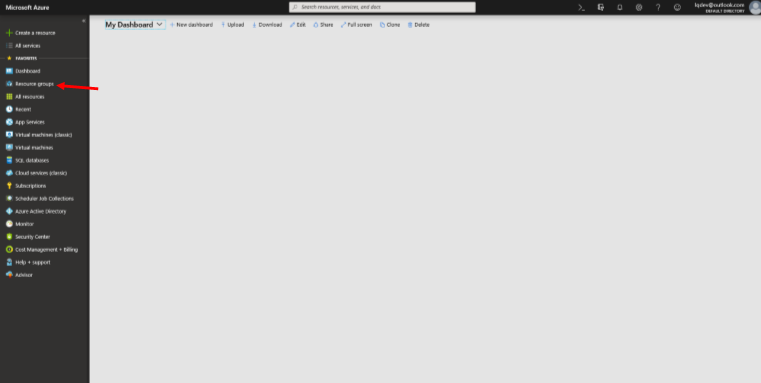 Microsoft Azure
Search resources, services, and docs
lqdev@outlook.com
DEFAULT DIRECTORY
My Dashboard
New dashboard
Upload
Download
Edit
Share
Full screen
Clone
Delete
Create a resource
All services
FAVORITES
Dashboard
Resource groups
All resources
Recent
App Services
Virtual machines (classic)
Virtual machines
SQL databases
Cloud services (classic)
Subscriptions
Scheduler Job Collections
Azure Active Directory
Monitor
Security Center
Cost Management + Billing
Help + support
Advisor